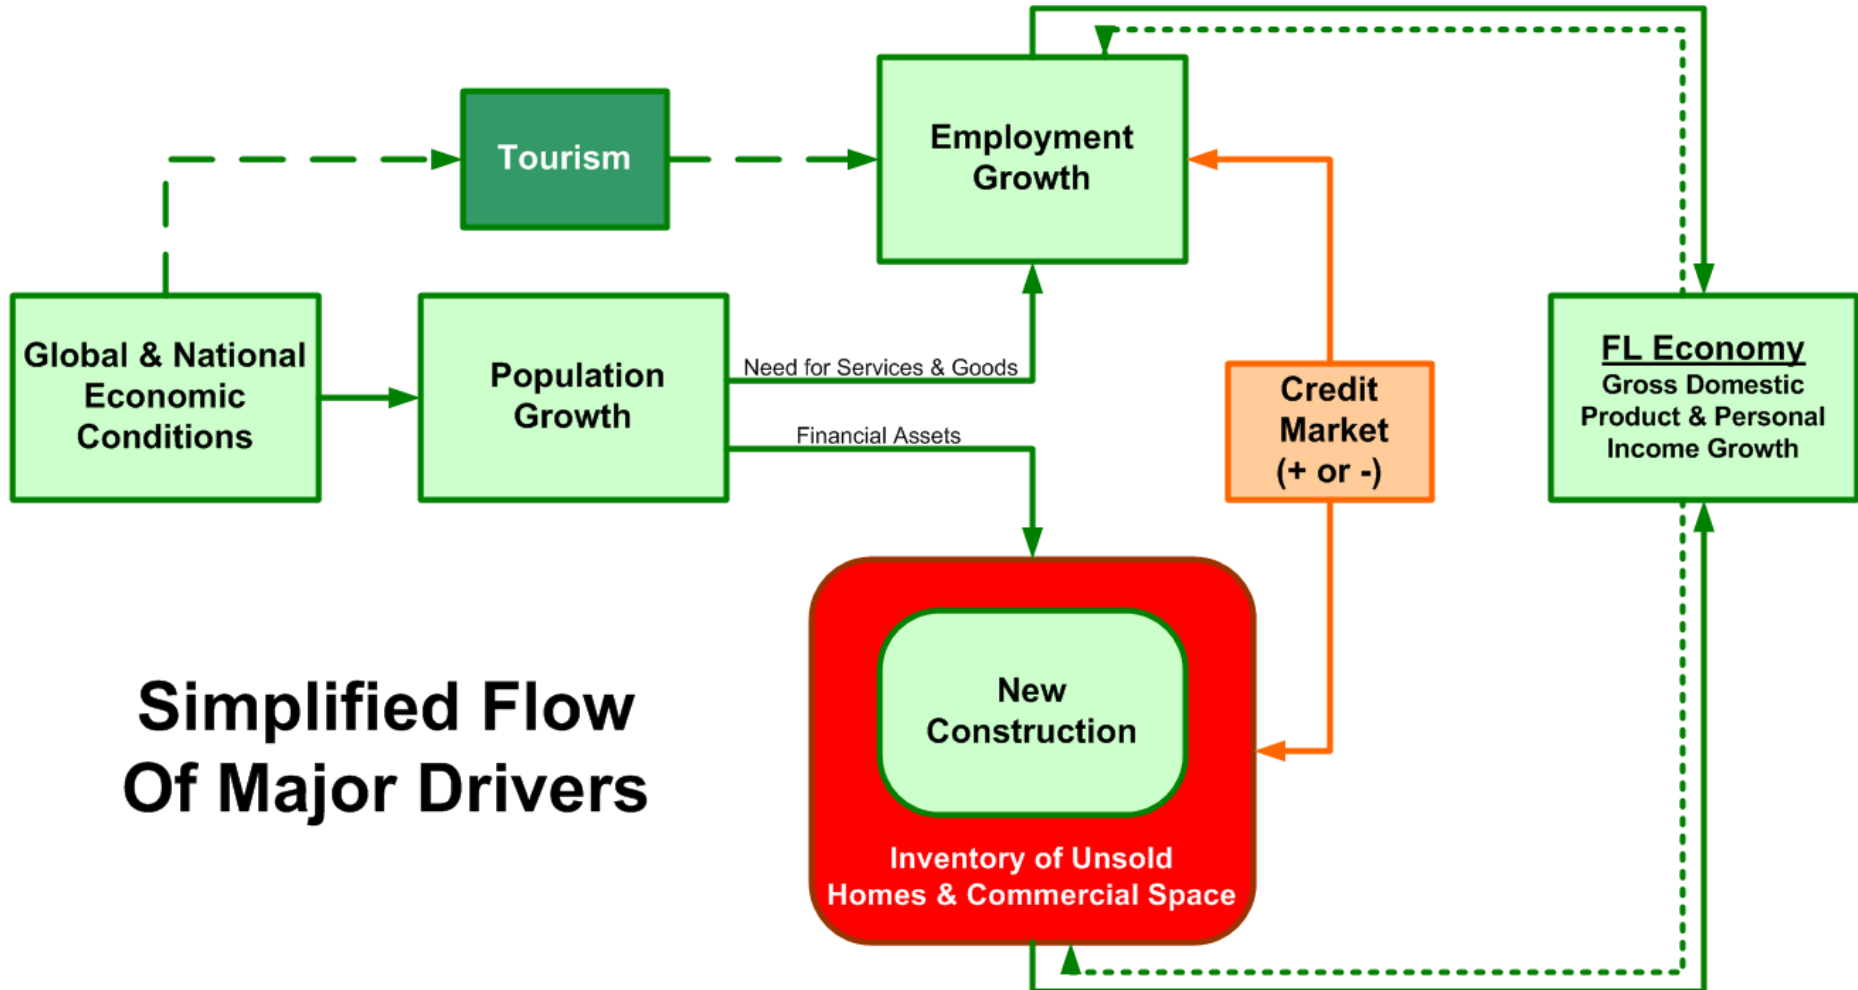 Tourism
Employment
Growth
Global & National
Economic
Conditions
Population
Growth
Need for Services & Goods
Financial Assets
Credit
Market
(+ or -)
FL Economy
Gross Domestic
Product & Personal
Income Growth
New
Construction
Inventory of Unsold
Homes & Commercial Space
Simplified Flow
Of Major Drivers